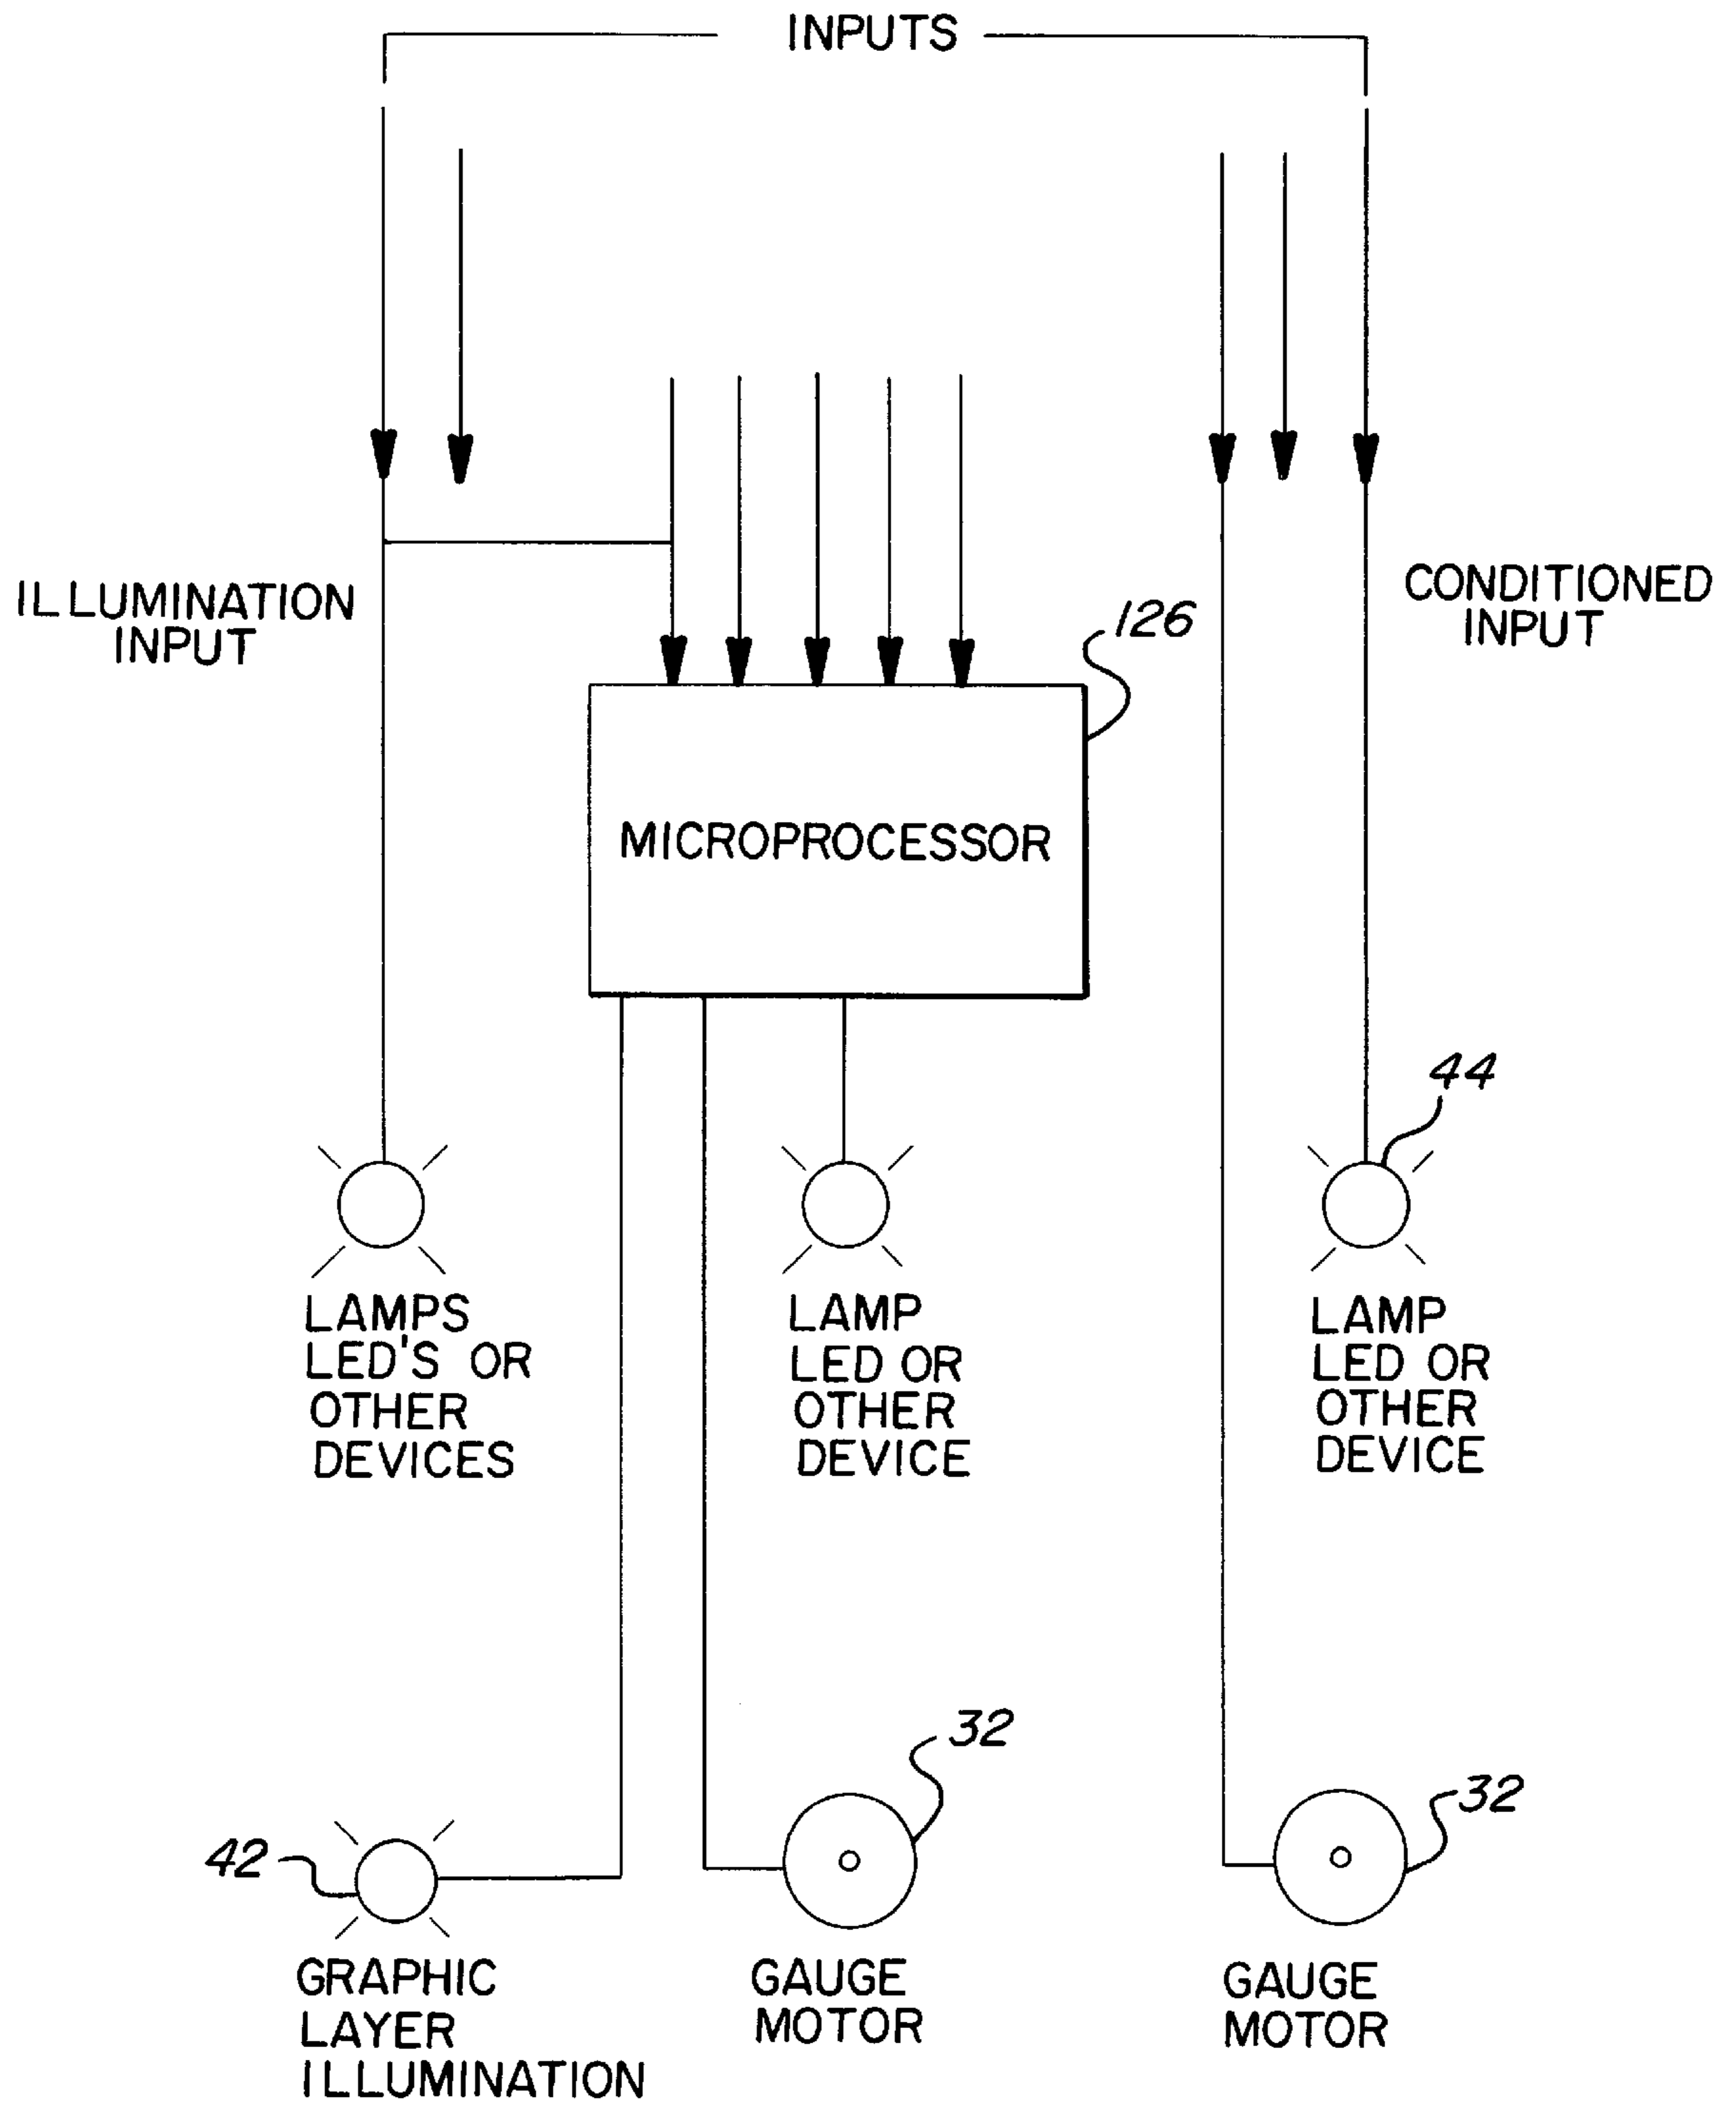 INPUTS
ILLUMINATION
INPUT
CONDITIONED
INPUT
126
MICROPROCESSOR
44
LAMPS
LED'S OR
OTHER
DEVICES
LAMP
LED OR
OTHER
DEVICE
LAMP
LED OR
OTHER
DEVICE
32
32
42
GRAPHIC
LAYER
ILLUMINATION
GAUGE
MOTOR
GAUGE
MOTOR